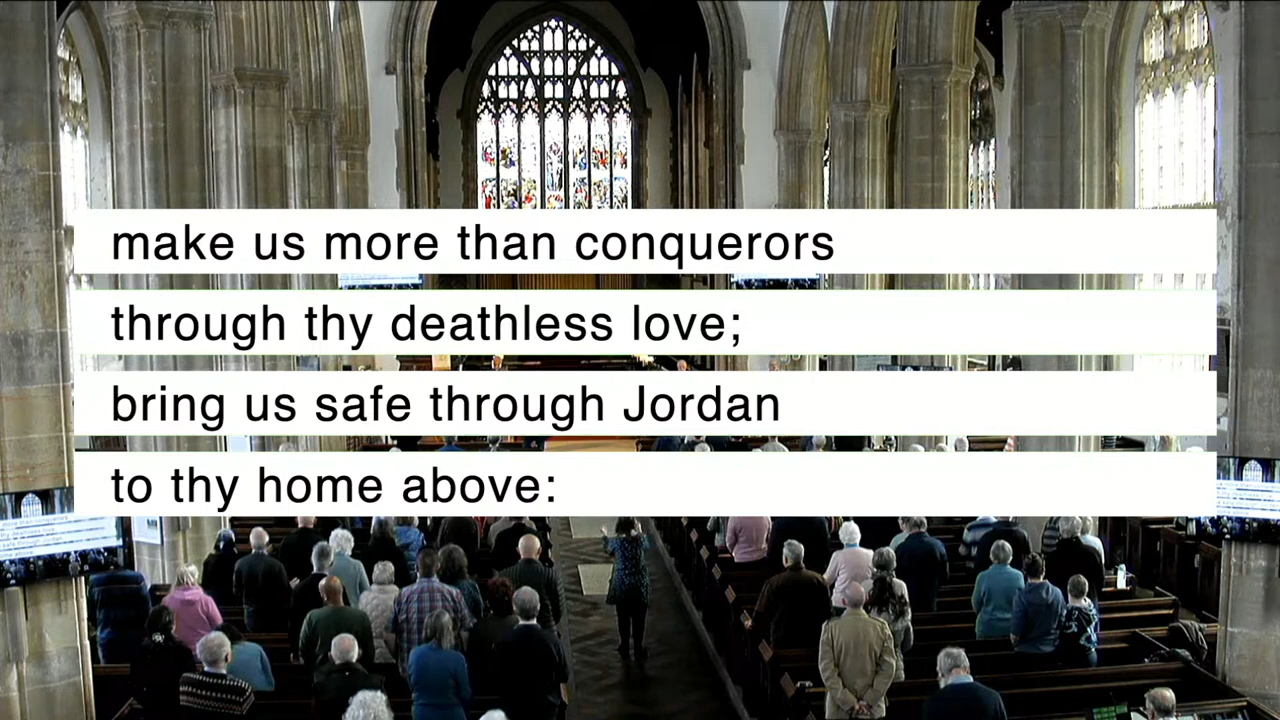 make us more than conquerors
through thy deathless love;
bring us safe through Jordan
to thy home above: